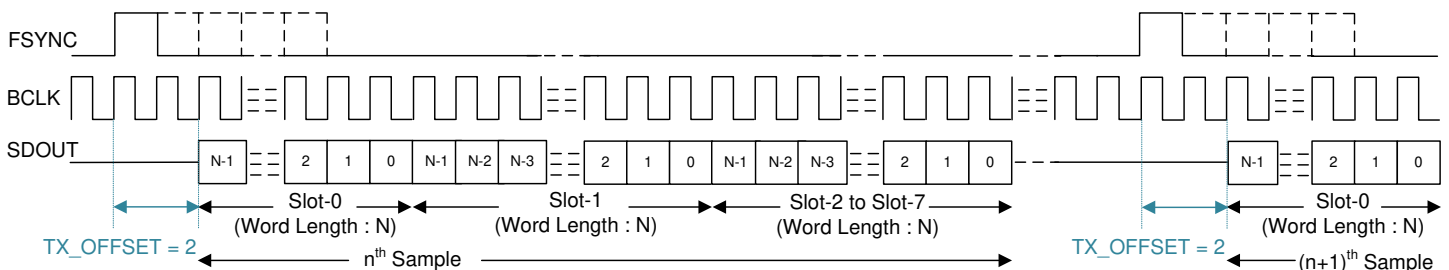 FSYNC
BCLK
SDOUT
N-1 2 1 0 N-1 N-2 N-3 2 1 0 N-1 N-2 N-3 2 1 0 N-1 2 1 0
Slot-0 Slot-1 Slot-2 to Slot-7 Slot-0
(Word Length : N) (Word Length : N) (Word Length : N) (Word Length : N)
TX_OFFSET = 2 TX_OFFSET = 2
nth Sample (n+1)th Sample